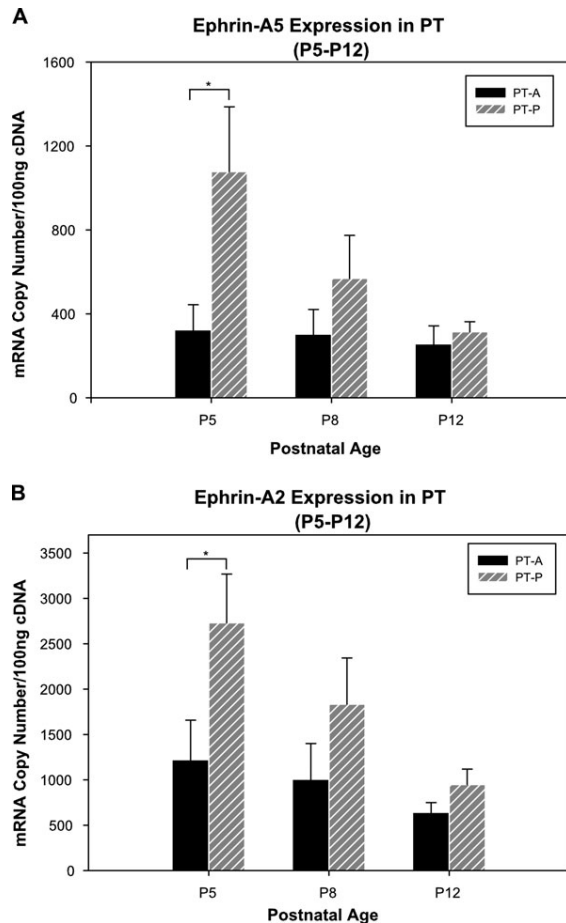 A
Ephrin-A5 Expression in PT
(P5-P12)
mRNA Copy Number/100ng cDNA
1600
1200
800
400
0
*
PT-A
PT-P
P5 P8 P12
Postnatal Age
B
Ephrin-A2 Expression in PT
(P5-P12)
mRNA Copy Number/100ng cDNA
3500
3000
2500
2000
1500
1000
500
0
*
PT-A
PT-P
P5 P8 P12
Postnatal Age